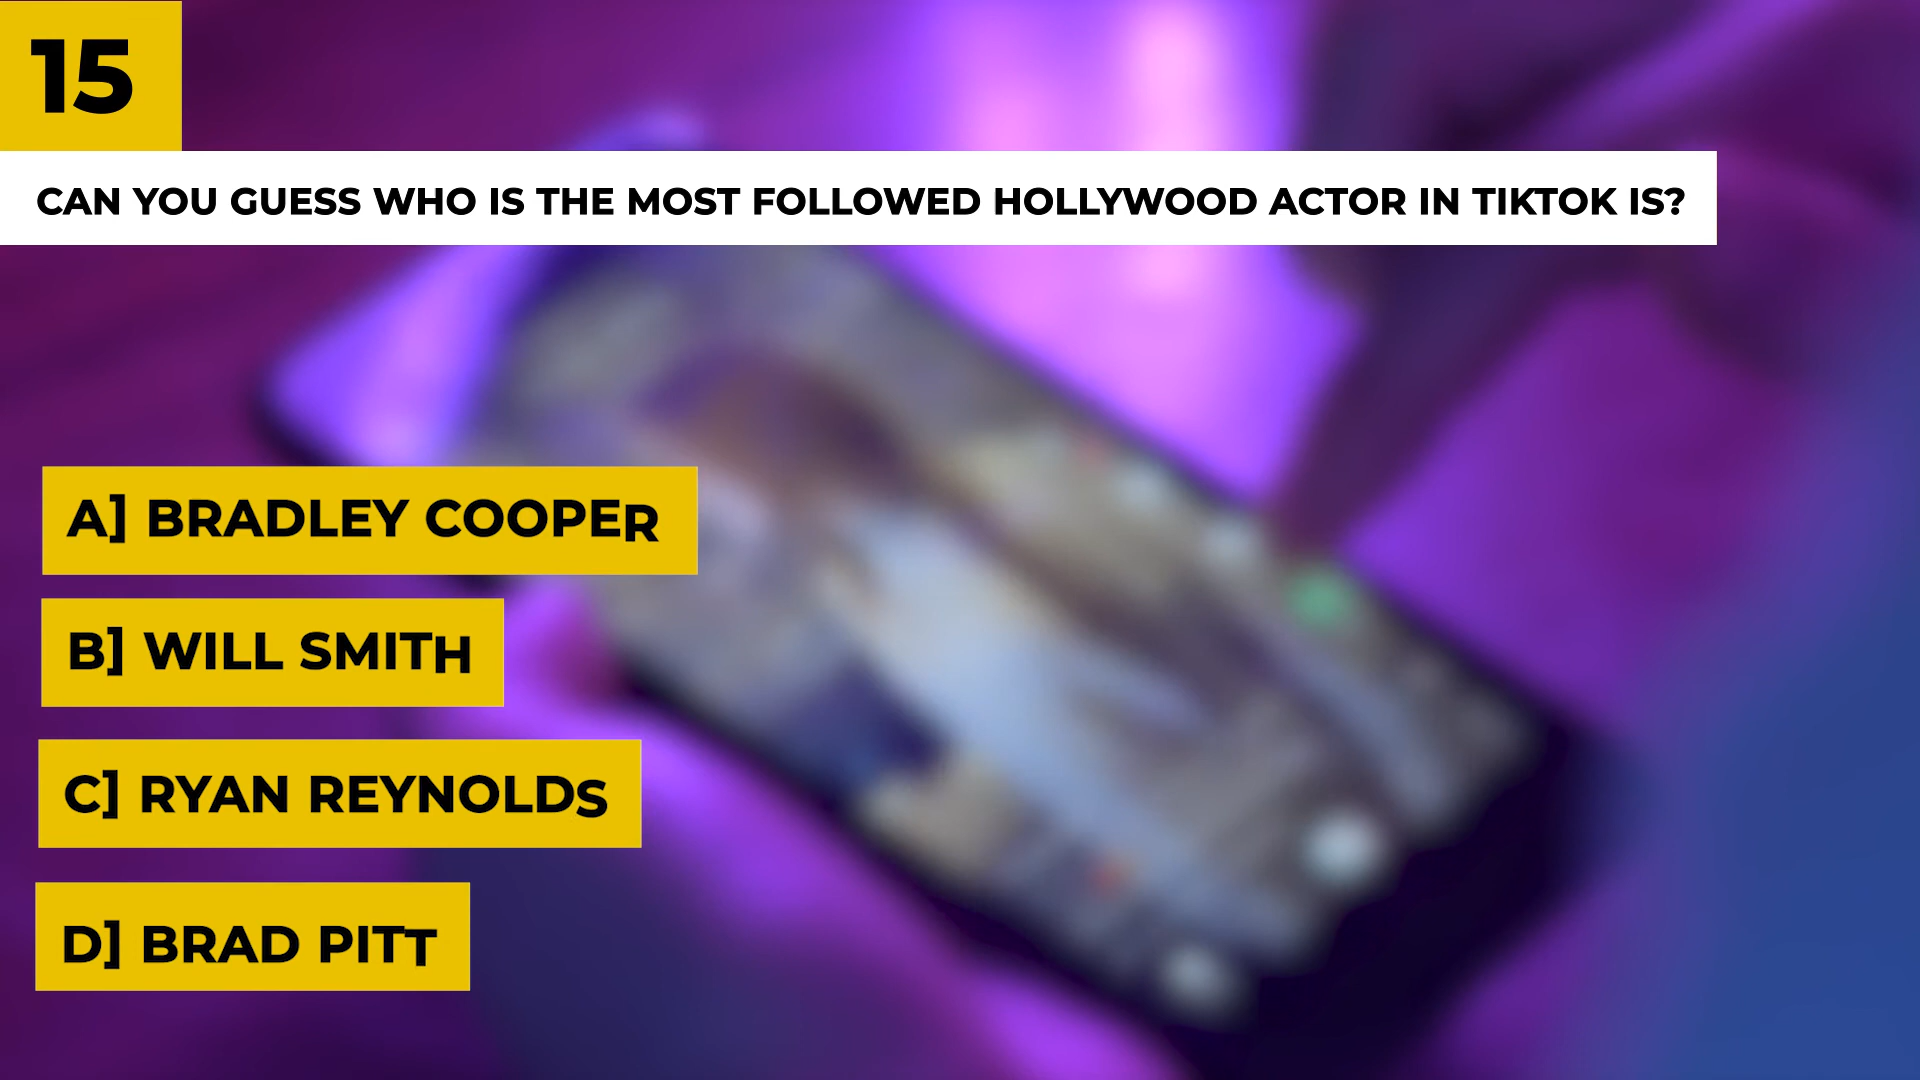 15
CAN YOU GUESS WHO IS THE MOST FOLLOWED HOLLYWOOD ACTOR IN TIKTOK IS?
A] BRADLEY COOPER
B] WILL SMITH
C] RYAN REYNOLDS
D] BRAD PITT